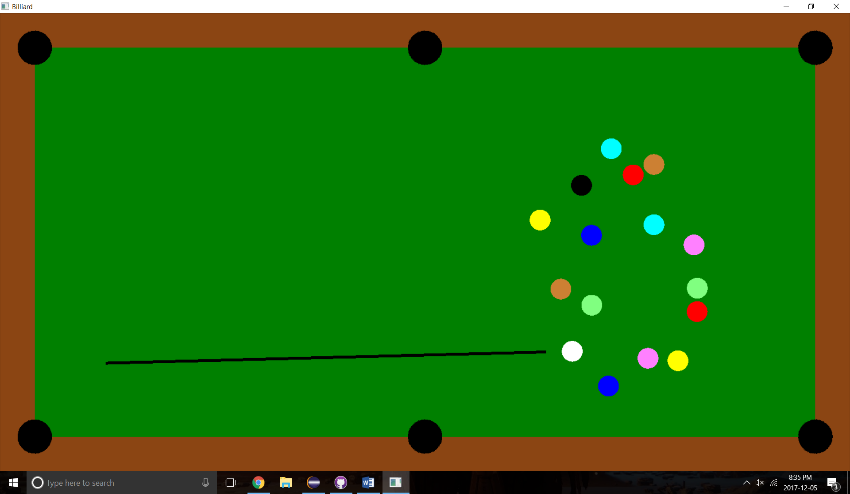 Billiard
Type here to search
8:35 PM
2017-12-05